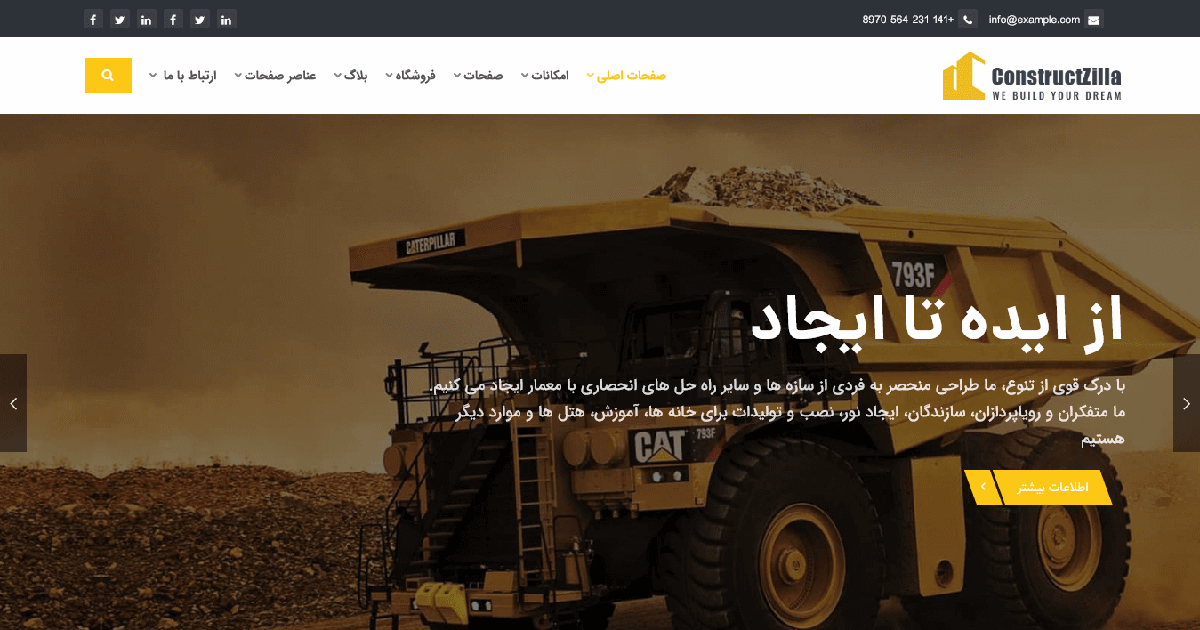 info@example.com
+141 231 564 8970
ConstructZilla
WE BUILD YOUR DREAM
صفحات اصلی
امکانات
صفحات
فروشگاه
بلاگ
عناصر صفحات
ارتباط با ما
CATERPILLAR
793F
از ایده تا ایجاد
با درک قوی از تنوع، ما طراحی منحصر به فردی از سازه ها و سایر راه حل های انحصاری با معمار ایجاد می کنیم.
ما متفکران و رویاپردازان، سازندگان، ایجاد نور، نصب و تولیدات برای خانه ها، آموزش، هتل ها و موارد دیگر
هستیم
CAT
793F
اطلاعات بیشتر